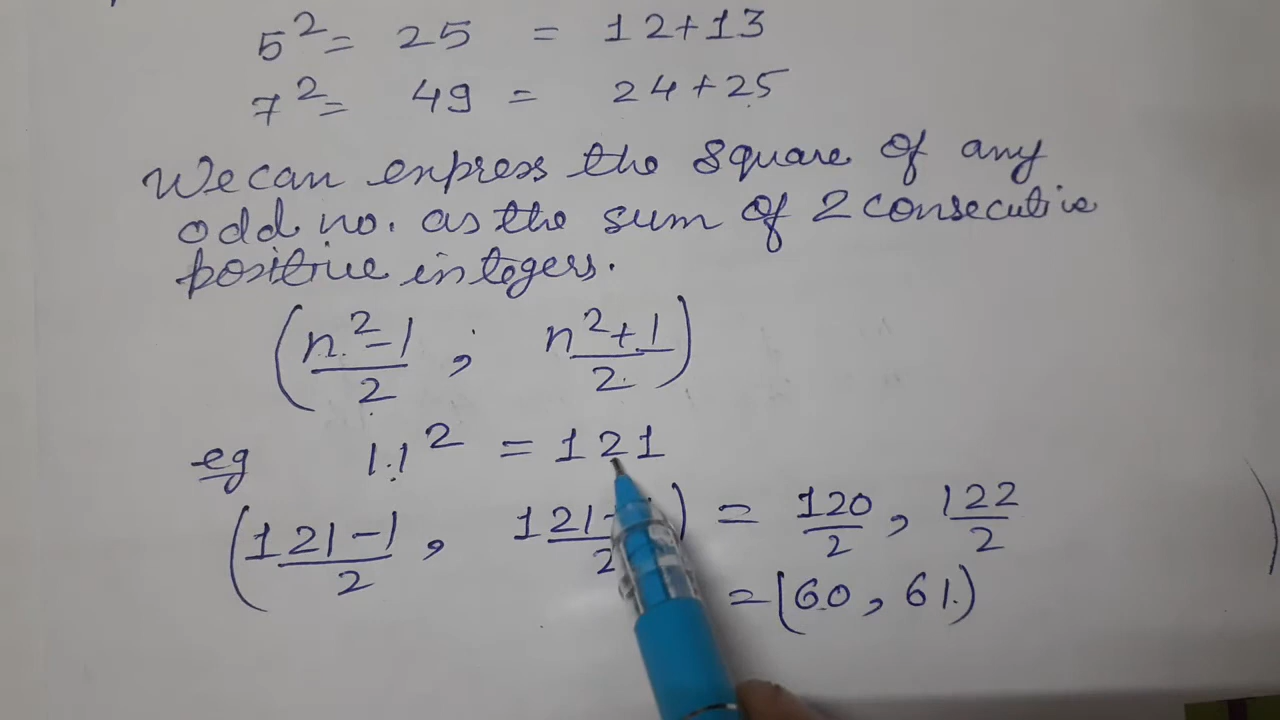 5² = 25 = 12+13
7² = 49 = 24+25
We can express the square of any
odd no. as the sum of 2 consecutive
positive integers.
(n²-1/2 ; n²+1/2)
eg 11² = 121
(121-1/2 , 121 /2) = 120/2 , 122/2
= (60 , 61)